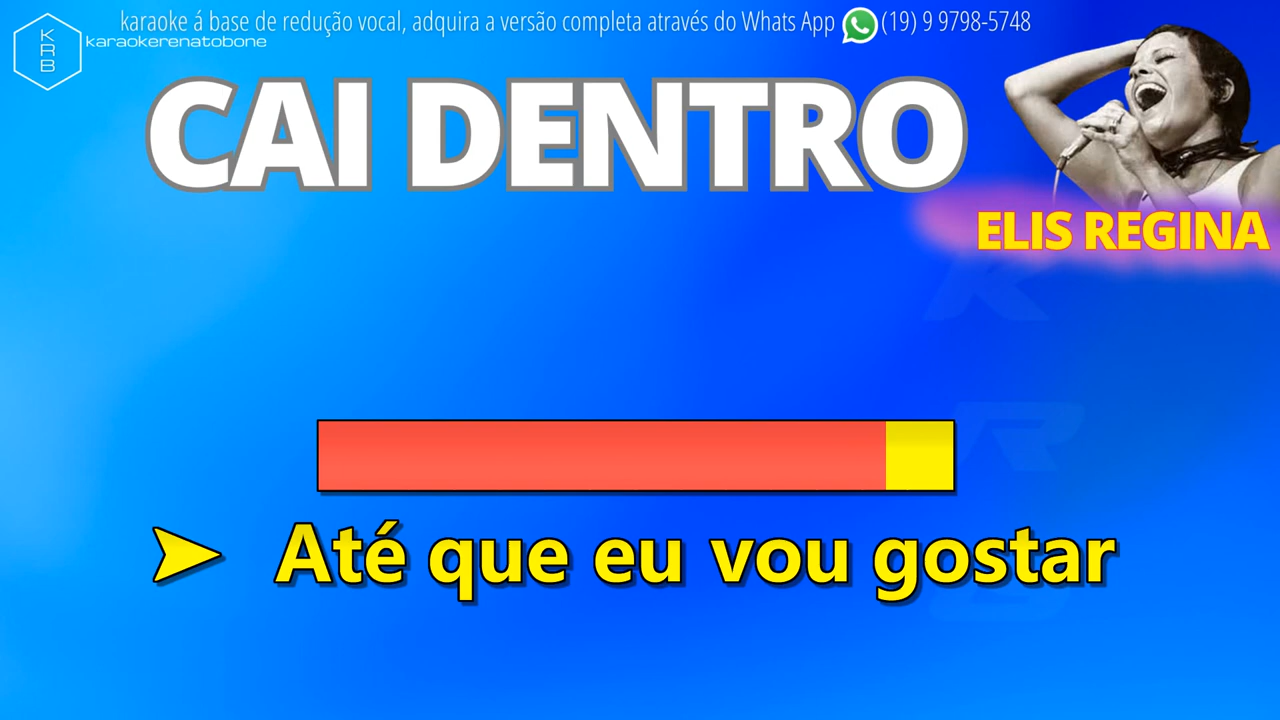 karaoke á base de redução vocal, adquira a versão completa através do Whats App (19) 9 9798-5748
KRB
karaokerenatobone
CAI DENTRO
ELIS REGINA
K
R
B
➤ Até que eu vou gostar